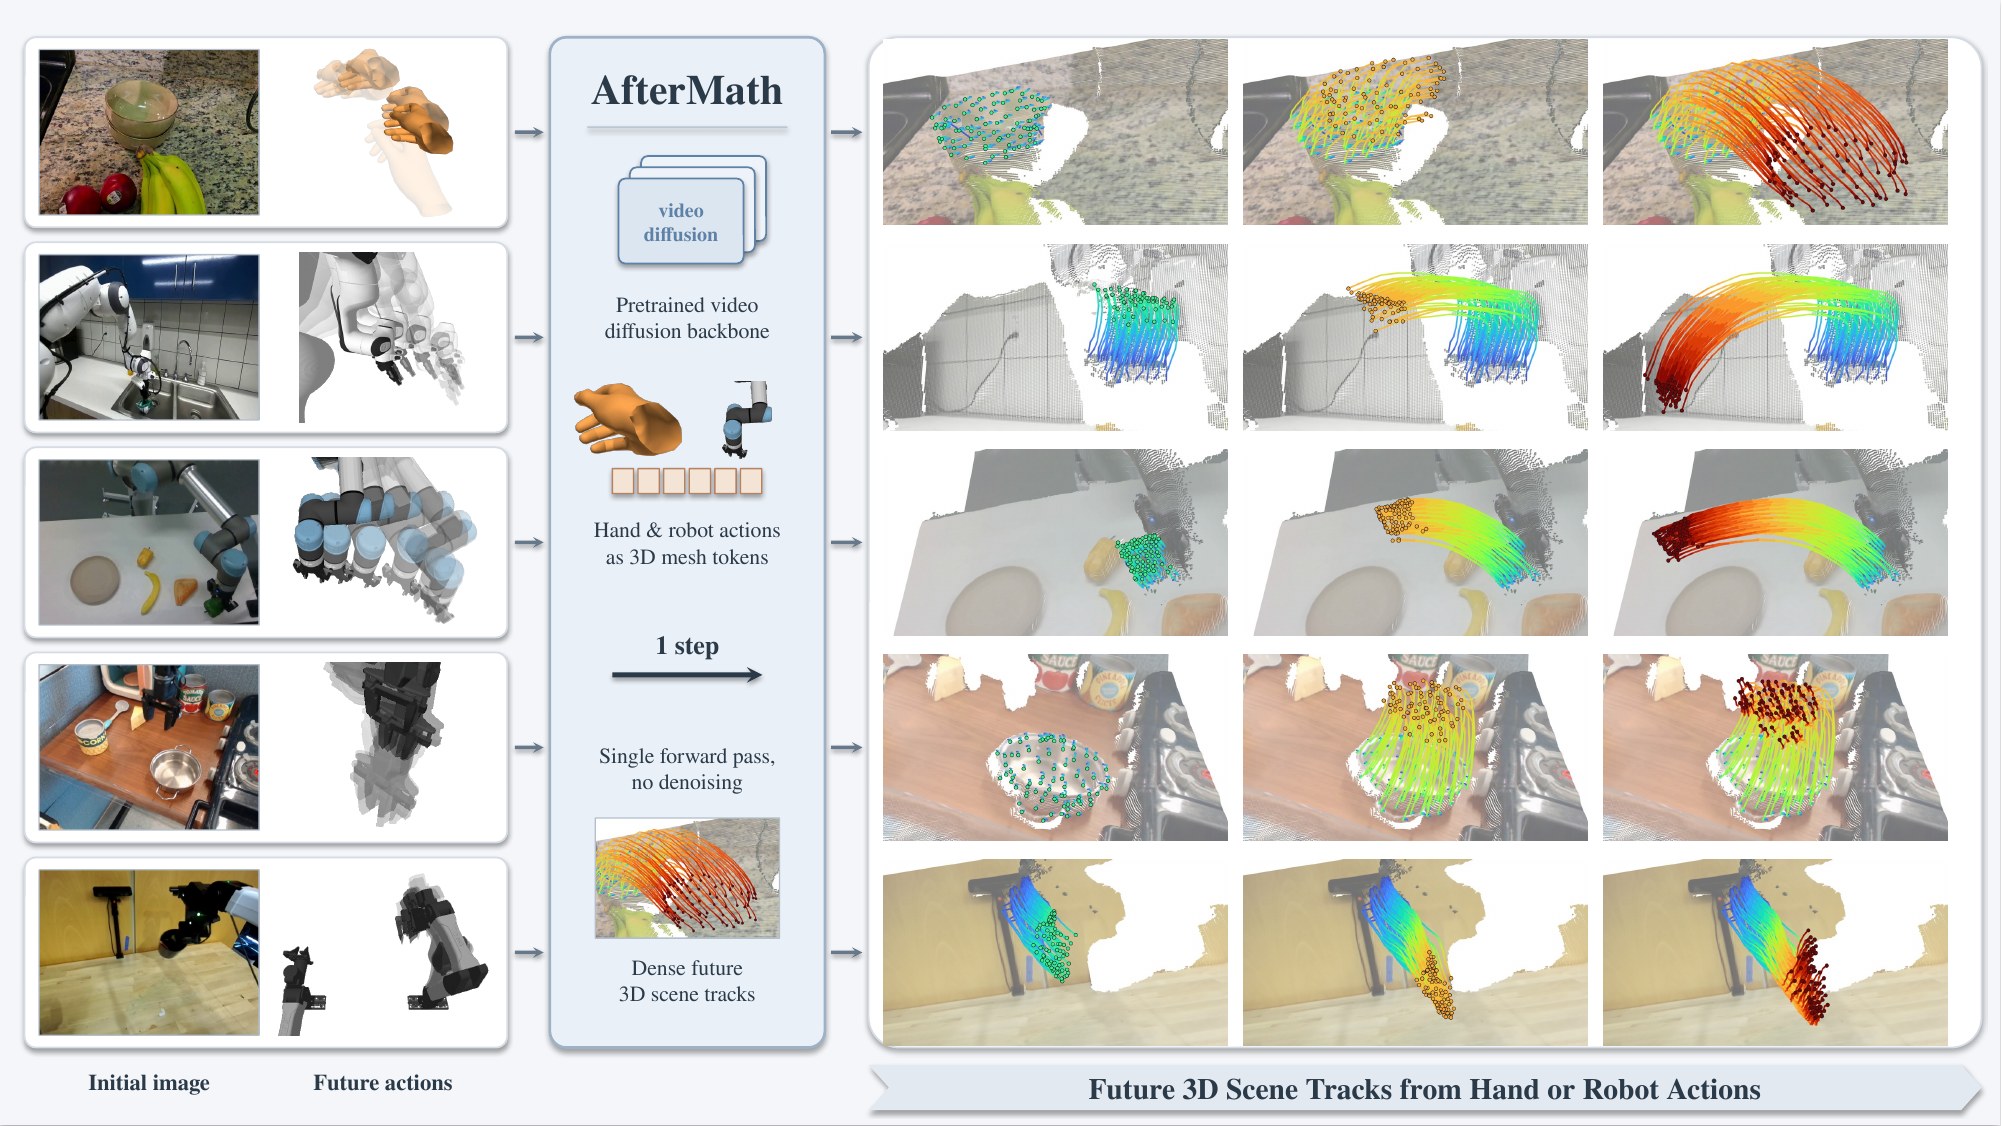 AfterMath
video
diffusion
Pretrained video
diffusion backbone
Hand & robot actions
as 3D mesh tokens
1 step
Single forward pass,
no denoising
Dense future
3D scene tracks
Initial image
Future actions
CORN
SAUCE
Future 3D Scene Tracks from Hand or Robot Actions